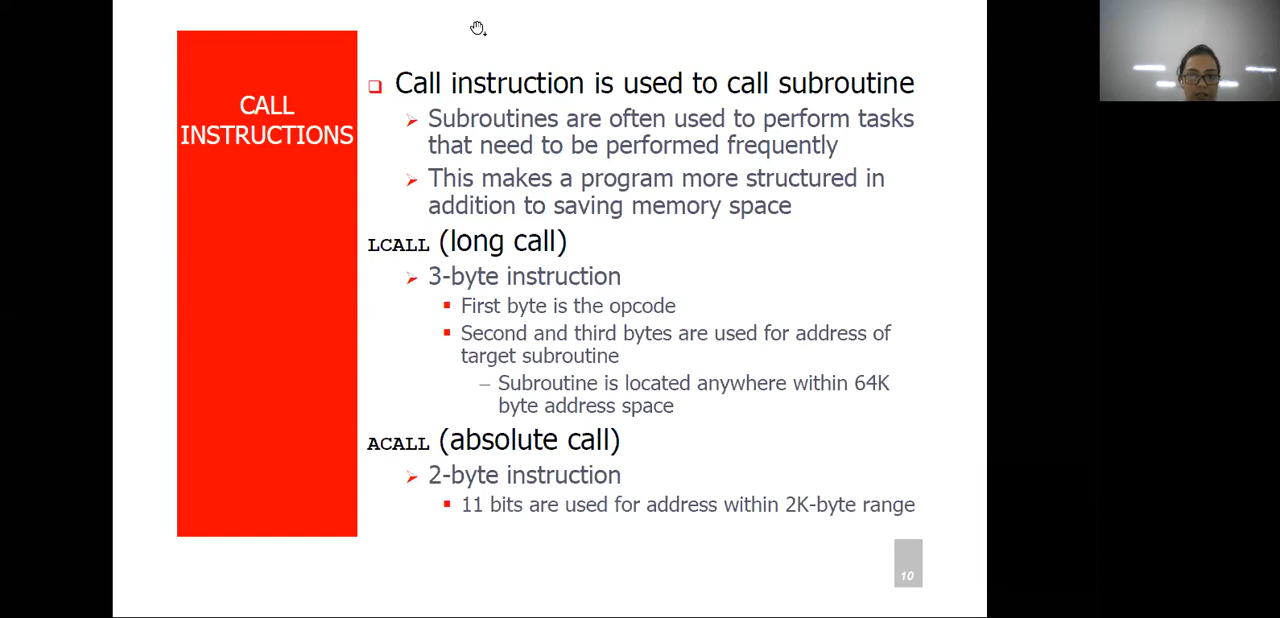 CALL
INSTRUCTIONS
Call instruction is used to call subroutine
Subroutines are often used to perform tasks
that need to be performed frequently
This makes a program more structured in
addition to saving memory space
LCALL (long call)
3-byte instruction
First byte is the opcode
Second and third bytes are used for address of
target subroutine
– Subroutine is located anywhere within 64K
byte address space
ACALL (absolute call)
2-byte instruction
11 bits are used for address within 2K-byte range
10